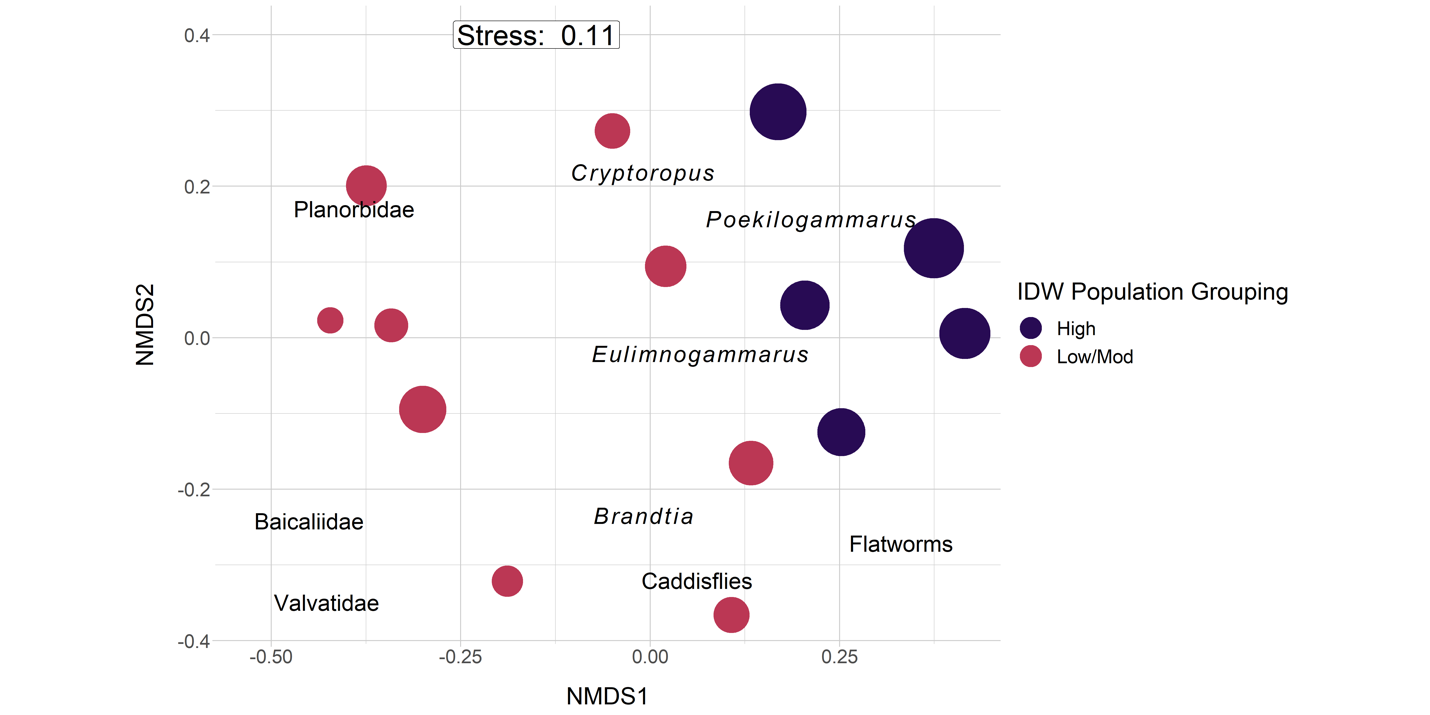 Stress: 0.11
0.4
0.2
0.0
-0.2
-0.4
NMDS2
Cryptoropus
Planorbidae
Poekilogammarus
Eulimnogammarus
Baicaliidae
Brandtia
Flatworms
Caddisflies
Valvatidae
-0.50
-0.25
0.00
0.25
NMDS1
IDW Population Grouping
High
Low/Mod